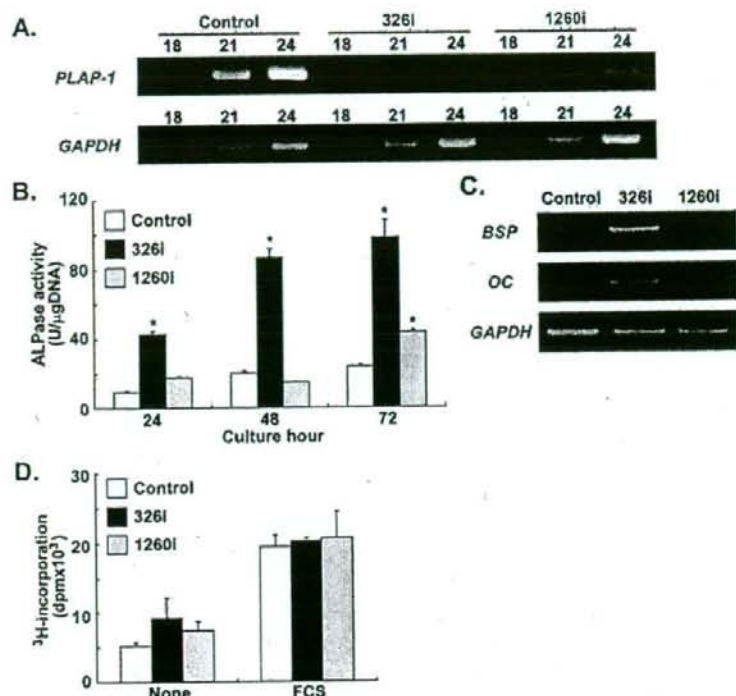 A.
Control 326i 1260i
18 21 24 18 21 24 18 21 24
PLAP-1
18 21 24 18 21 24 18 21 24
GAPDH
B.
120
80
40
0
ALPase activity
(U/μgDNA)
Control
326i
1260i
*
*
*
*
24 48 72
Culture hour
C.
Control 326i 1260i
BSP
OC
GAPDH
D.
30
20
10
0
³H-incorporation
(dpmx10³)
Control
326i
1260i
None FCS